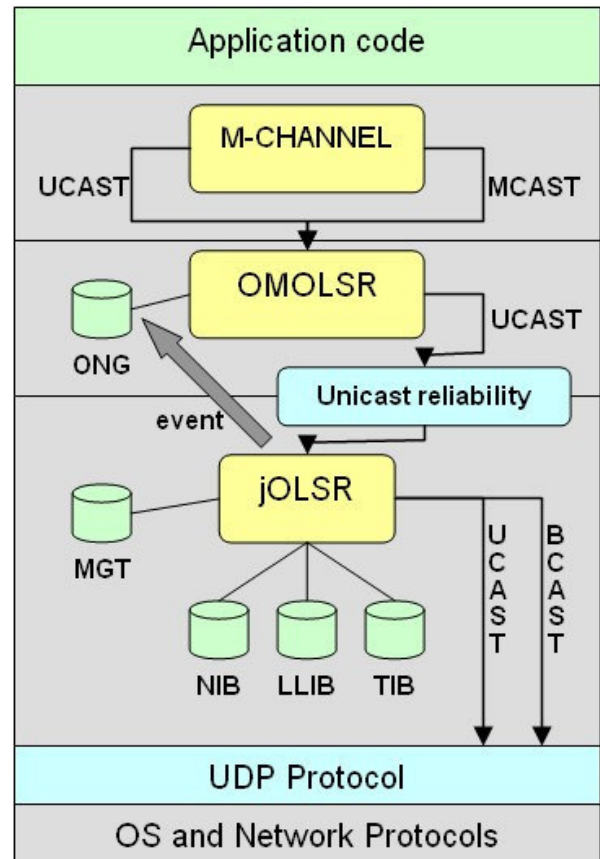 Application code
M-CHANNEL
UCAST
MCAST
OMOLSR
UCAST
ONG
Unicast reliability
event
jOLSR
MGT
UCAST
BCAST
NIB
LLIB
TIB
UDP Protocol
OS and Network Protocols